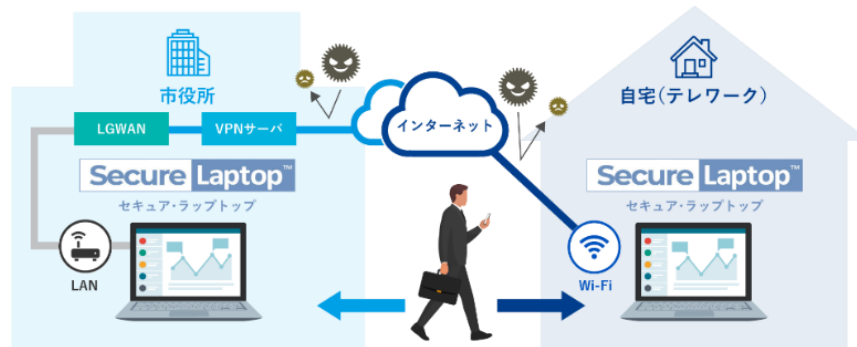 市役所
LGWAN
VPNサーバ
Secure Laptop™
セキュア・ラップトップ
LAN
インターネット
自宅(テレワーク)
Secure Laptop™
セキュア・ラップトップ
Wi-Fi